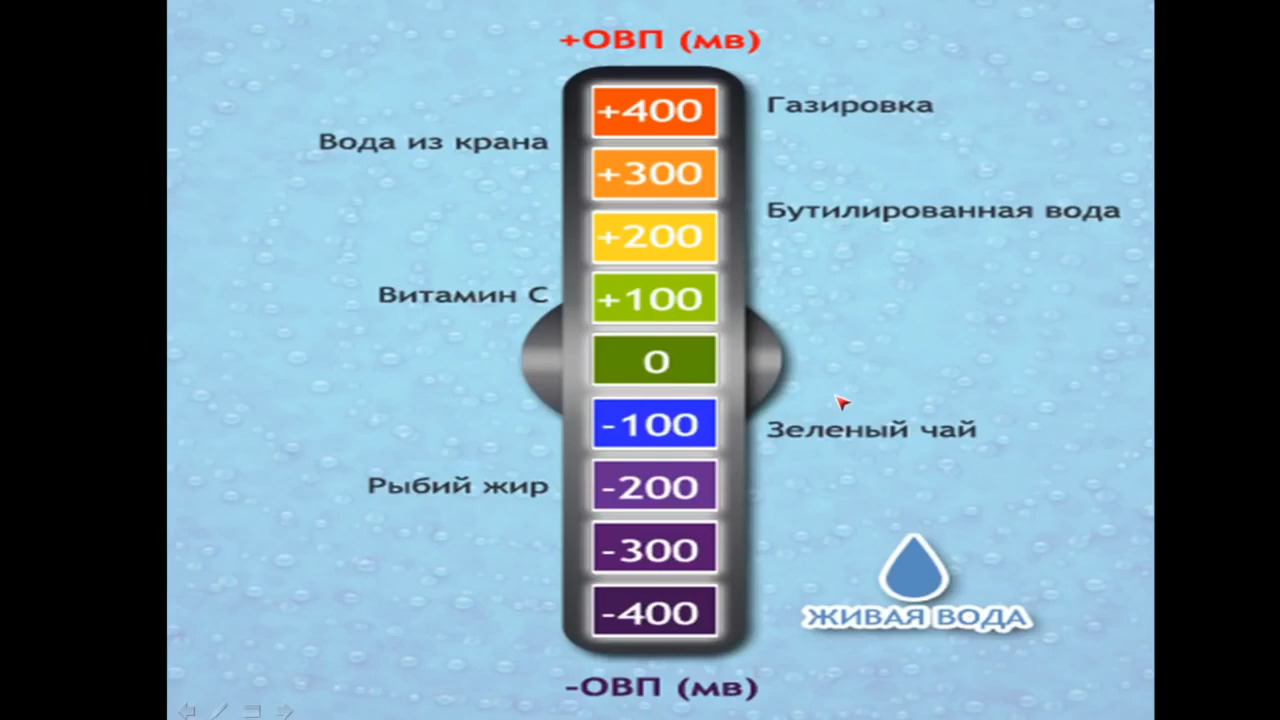 +ОВП (мв)
+400
Газировка
Вода из крана
+300
Бутилированная вода
+200
Витамин С
+100
0
-100
Зеленый чай
Рыбий жир
-200
-300
-400
ЖИВАЯ ВОДА
-ОВП (мв)